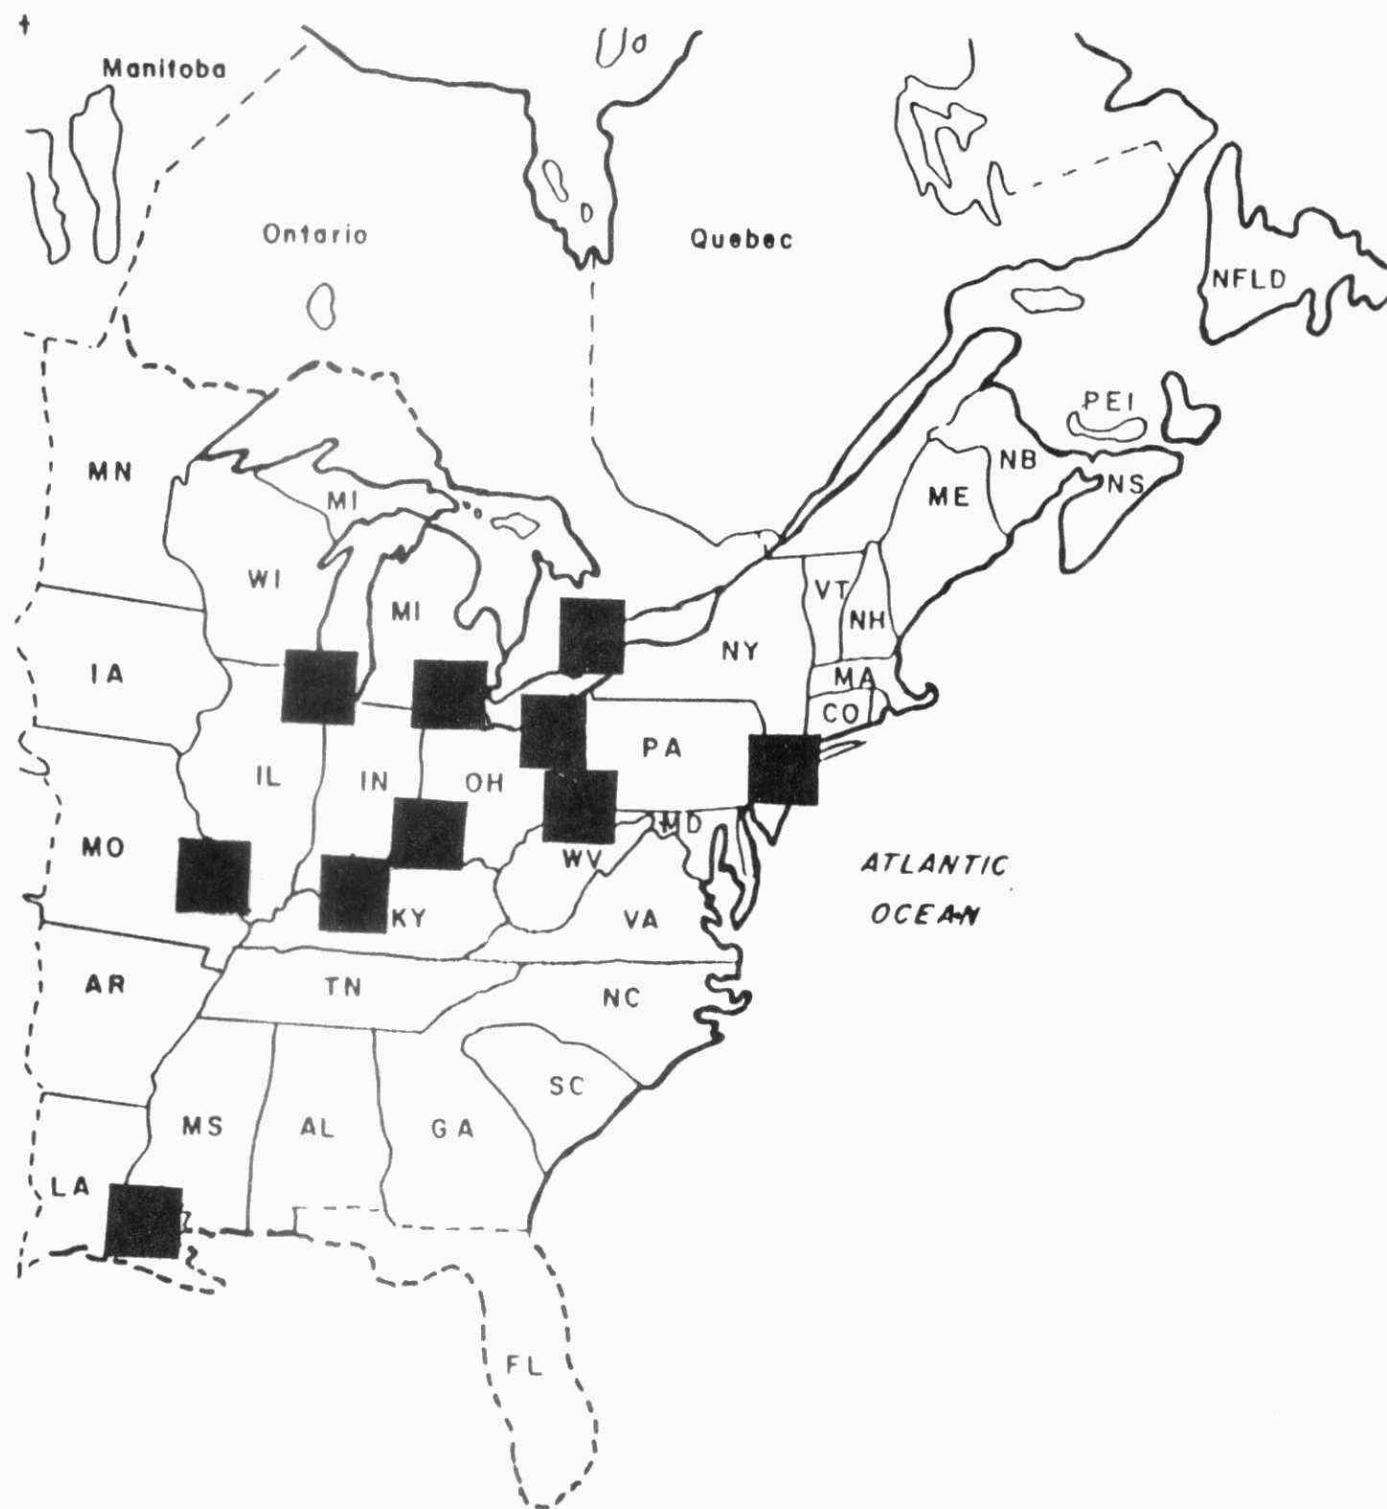 Manitoba
Ontario
Quebec
NFLD
PEI
MN
NB
NS
ME
MI
WI
MI
VT
NH
NY
IA
MA
CO
PA
IL
IN
OH
MD
MO
WV
ATLANTIC
OCEAN
KY
VA
AR
TN
NC
SC
MS
AL
GA
LA
FL